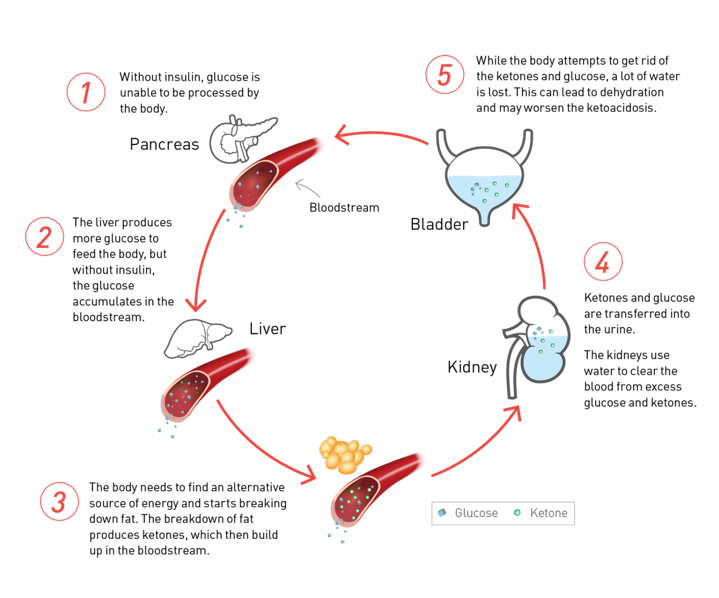 1
Without insulin, glucose is
unable to be processed by
the body.
Pancreas
Bloodstream
2
The liver produces
more glucose to
feed the body, but
without insulin,
the glucose
accumulates in the
bloodstream.
Liver
3
The body needs to find an alternative
source of energy and starts breaking
down fat. The breakdown of fat
produces ketones, which then build
up in the bloodstream.
Glucose Ketone
4
Ketones and glucose
are transferred into
the urine.
The kidneys use
water to clear the
blood from excess
glucose and ketones.
Kidney
5
While the body attempts to get rid of
the ketones and glucose, a lot of water
is lost. This can lead to dehydration
and may worsen the ketoacidosis.
Bladder